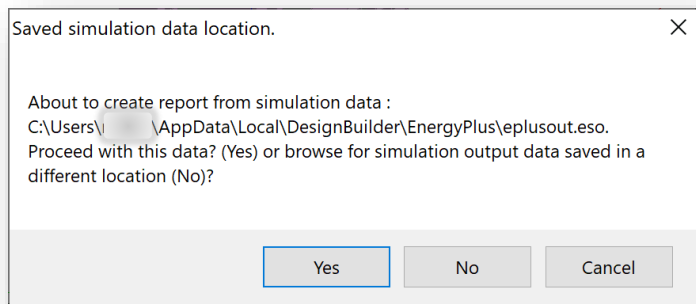 Saved simulation data location.
About to create report from simulation data :
C:\Users\ \AppData\Local\DesignBuilder\EnergyPlus\eplusout.eso.
Proceed with this data? (Yes) or browse for simulation output data saved in a
different location (No)?
Yes
No
Cancel